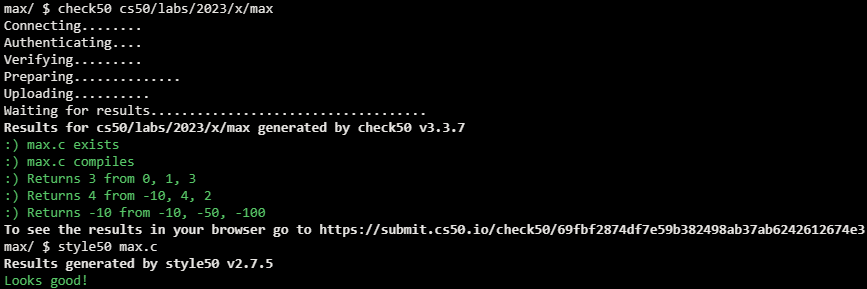 max/ $ check50 cs50/labs/2023/x/max
Connecting........
Authenticating....
Verifying.........
Preparing..............
Uploading..........
Waiting for results....................................
Results for cs50/labs/2023/x/max generated by check50 v3.3.7
:) max.c exists
:) max.c compiles
:) Returns 3 from 0, 1, 3
:) Returns 4 from -10, 4, 2
:) Returns -10 from -10, -50, -100
To see the results in your browser go to https://submit.cs50.io/check50/69fbf2874df7e59b382498ab37ab6242612674e3
max/ $ style50 max.c
Results generated by style50 v2.7.5
Looks good!